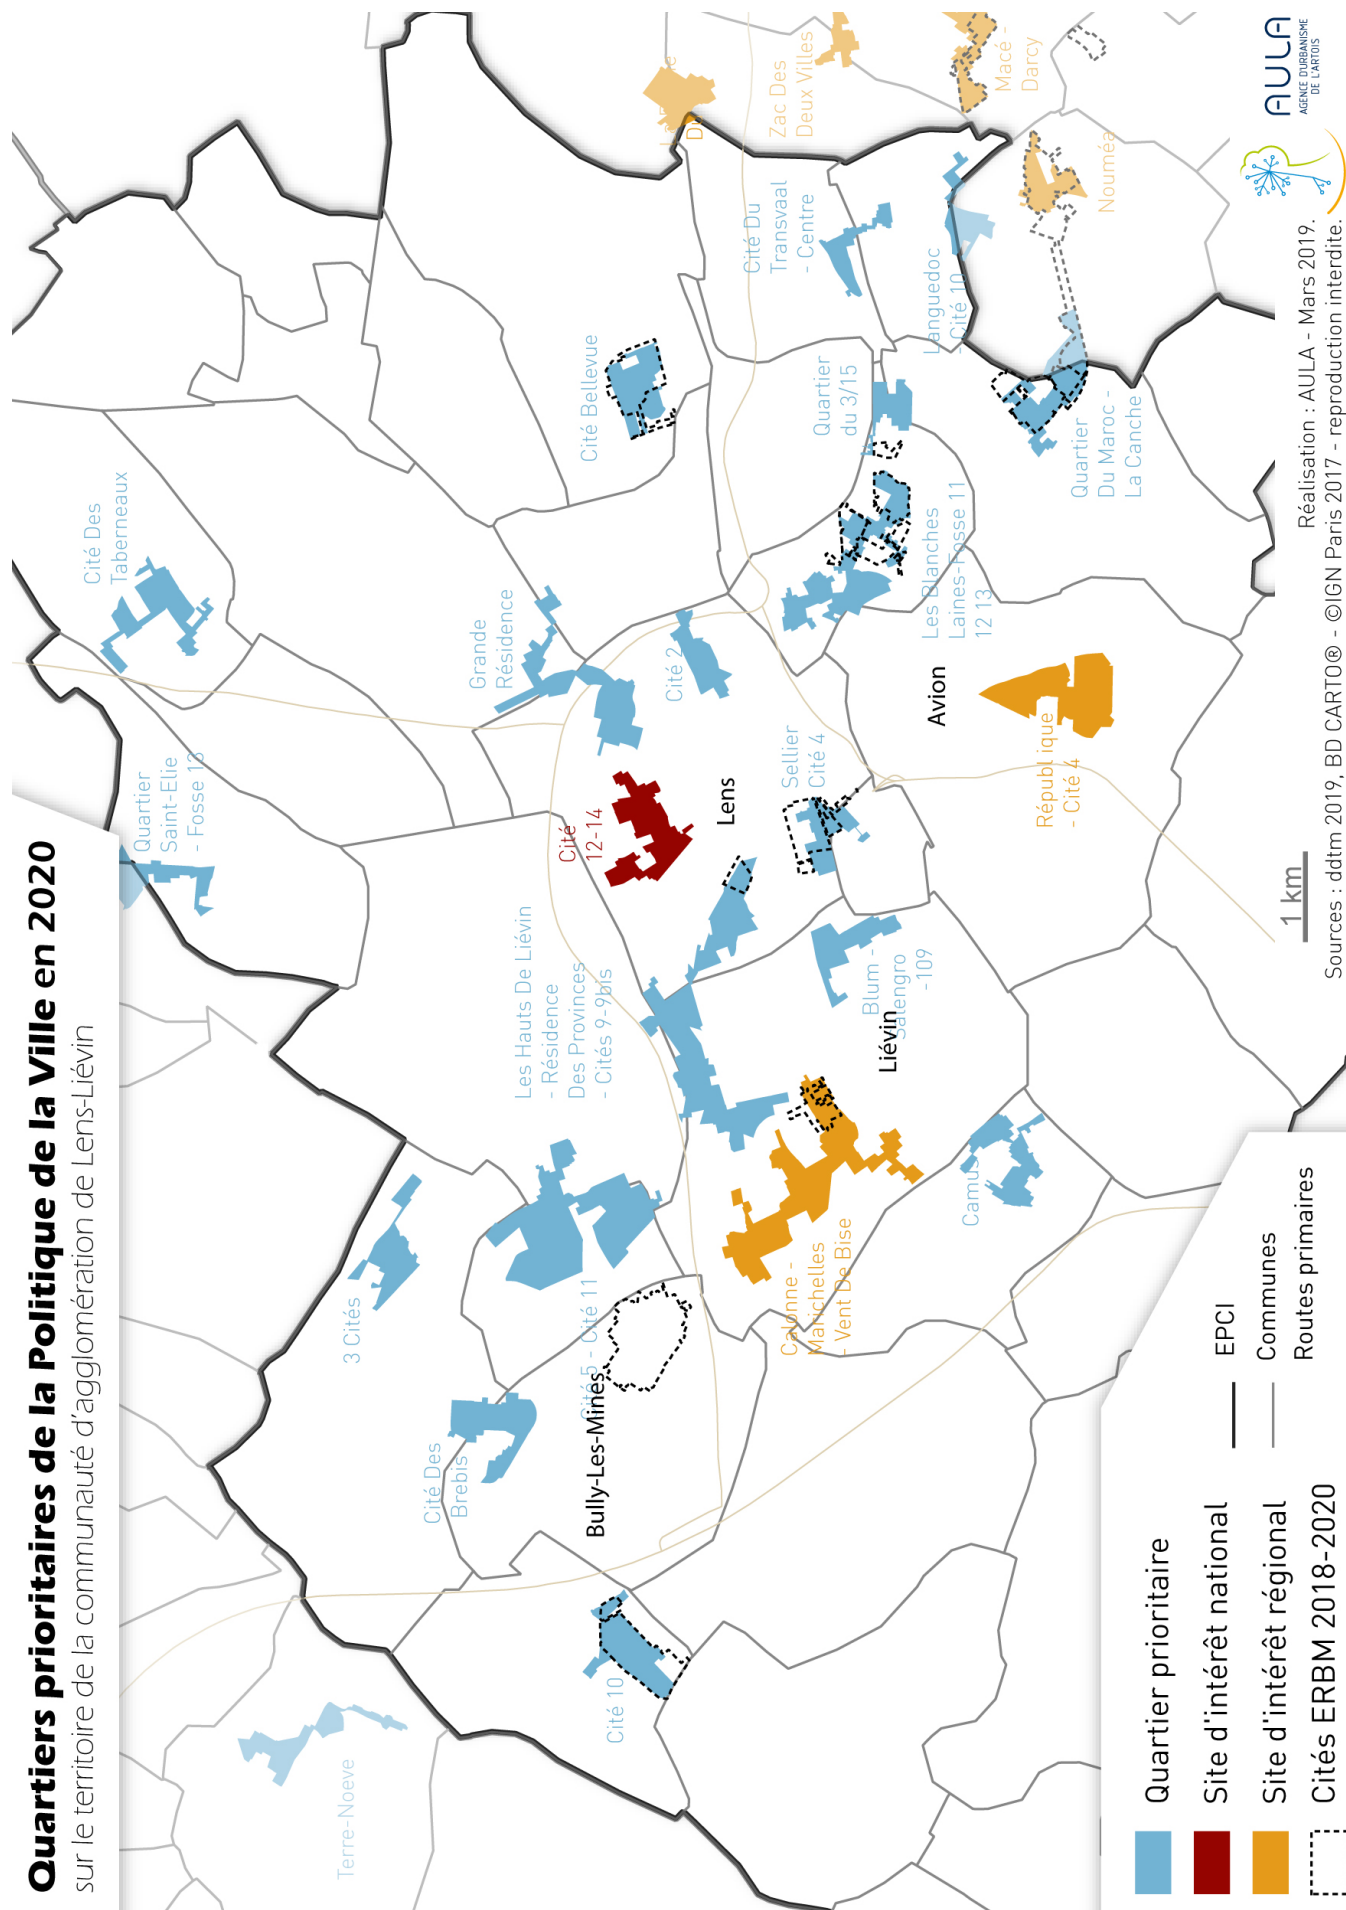 Quartiers prioritaires de la Politique de la Ville en 2020
sur le territoire de la communauté d'agglomération de Lens-Liévin
Terre-Noeve
Cité 10
Cité Des
Brebis
3 Cités
Bully-Les-Mines
Cité 5 - Cité 11
Quartier
Saint-Elie
- Fosse 13
Cité Des
Taberneaux
Les Hauts De Liévin
- Résidence
Des Provinces
- Cités 9-9bis
Cité
12-14
Grande
Résidence
Cité Bellevue
Cité 2
Lens
Sellier
Cité 4
Calonne -
Marichelles
- Vent De Bise
Blum -
Salengro
-109
Liévin
Camus
Avion
République
- Cité 4
Les Blanches
Laines-Fosse 11
12 13
Quartier
du 3/15
Cité Du
Transvaal
- Centre
Languedoc
- Cité 10
Quartier
Du Maroc -
La Canche
Zac Des
Deux Villes
Macé -
Darcy
Nouméa
Quartier prioritaire
Site d'intérêt national
Site d'intérêt régional
Cités ERBM 2018-2020
EPCI
Communes
Routes primaires
1 km
AULA
AGENCE D'URBANISME
DE L'ARTOIS
Réalisation : AULA - Mars 2019.
Sources : ddtm 2019, BD CARTO® - ©IGN Paris 2017 - reproduction interdite.